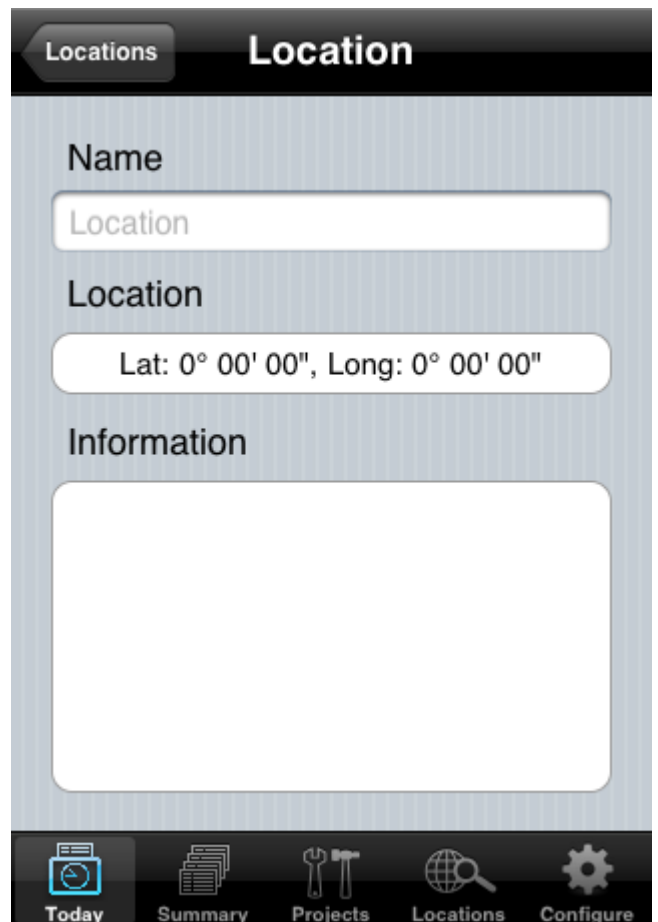 Locations Location
Name
Location
Location
Lat: 0° 00' 00", Long: 0° 00' 00"
Information
Today Summary Projects Locations Configure